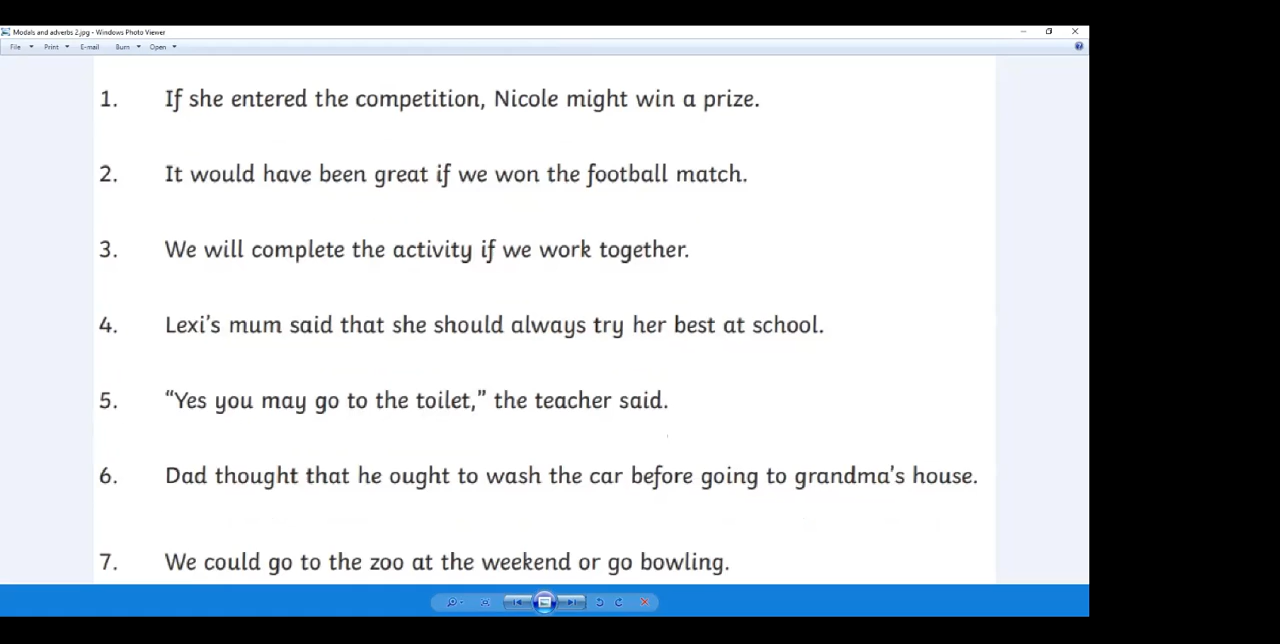 Modals and adverbs 2.jpg - Windows Photo Viewer
File Print E-mail Burn Open
1. If she entered the competition, Nicole might win a prize.
2. It would have been great if we won the football match.
3. We will complete the activity if we work together.
4. Lexi’s mum said that she should always try her best at school.
5. “Yes you may go to the toilet,” the teacher said.
6. Dad thought that he ought to wash the car before going to grandma’s house.
7. We could go to the zoo at the weekend or go bowling.